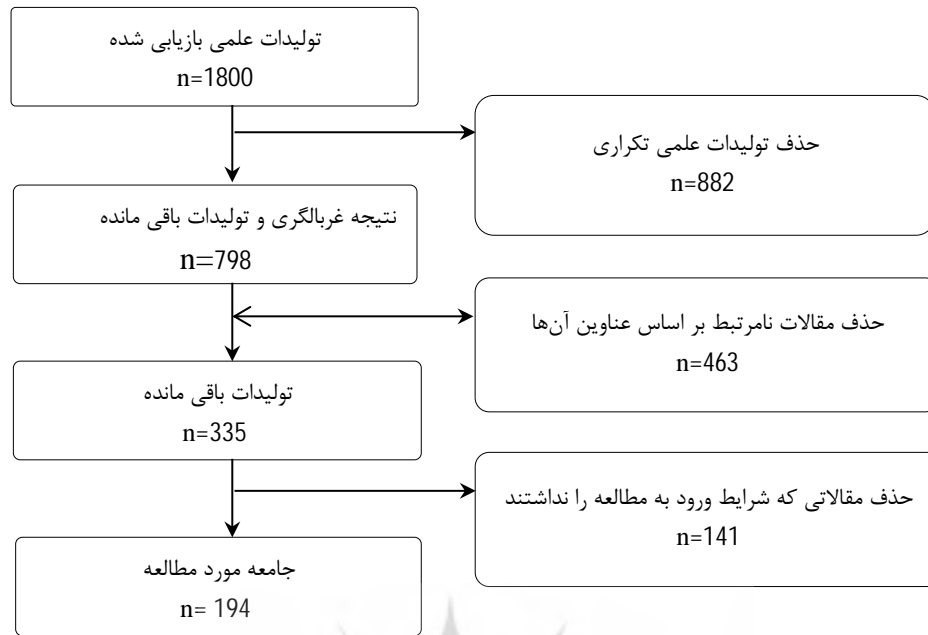 تولیدات علمی بازیابی شده
n=1800
حذف تولیدات علمی تکراری
n=882
نتیجه غربالگری و تولیدات باقی مانده
n=798
حذف مقالات نامرتبط بر اساس عناوین آن‌ها
n=463
تولیدات باقی مانده
n=335
حذف مقالاتی که شرایط ورود به مطالعه را نداشتند
n=141
جامعه مورد مطالعه
n= 194